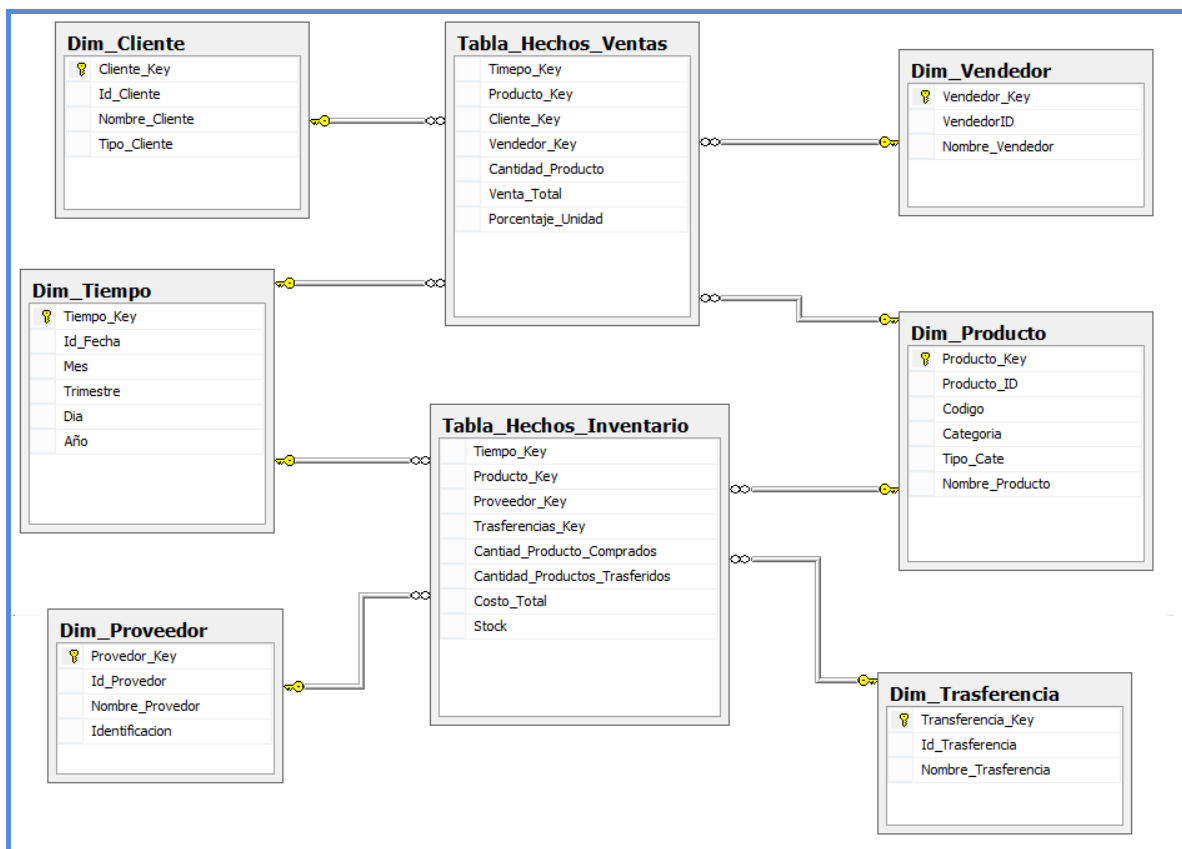 Dim_Cliente
Cliente_Key
Id_Cliente
Nombre_Cliente
Tipo_Cliente
Tabla_Hechos_Ventas
Timepo_Key
Producto_Key
Cliente_Key
Vendedor_Key
Cantidad_Producto
Venta_Total
Porcentaje_Unidad
Dim_Vendedor
Vendedor_Key
VendedorID
Nombre_Vendedor
Dim_Tiempo
Tiempo_Key
Id_Fecha
Mes
Trimestre
Dia
Año
Dim_Producto
Producto_Key
Producto_ID
Codigo
Categoria
Tipo_Cate
Nombre_Producto
Tabla_Hechos_Inventario
Tiempo_Key
Producto_Key
Proveedor_Key
Trasferencias_Key
Cantiad_Producto_Comprados
Cantidad_Productos_Trasferidos
Costo_Total
Stock
Dim_Proveedor
Provedor_Key
Id_Provedor
Nombre_Provedor
Identificacion
Dim_Trasferencia
Transferencia_Key
Id_Trasferencia
Nombre_Trasferencia